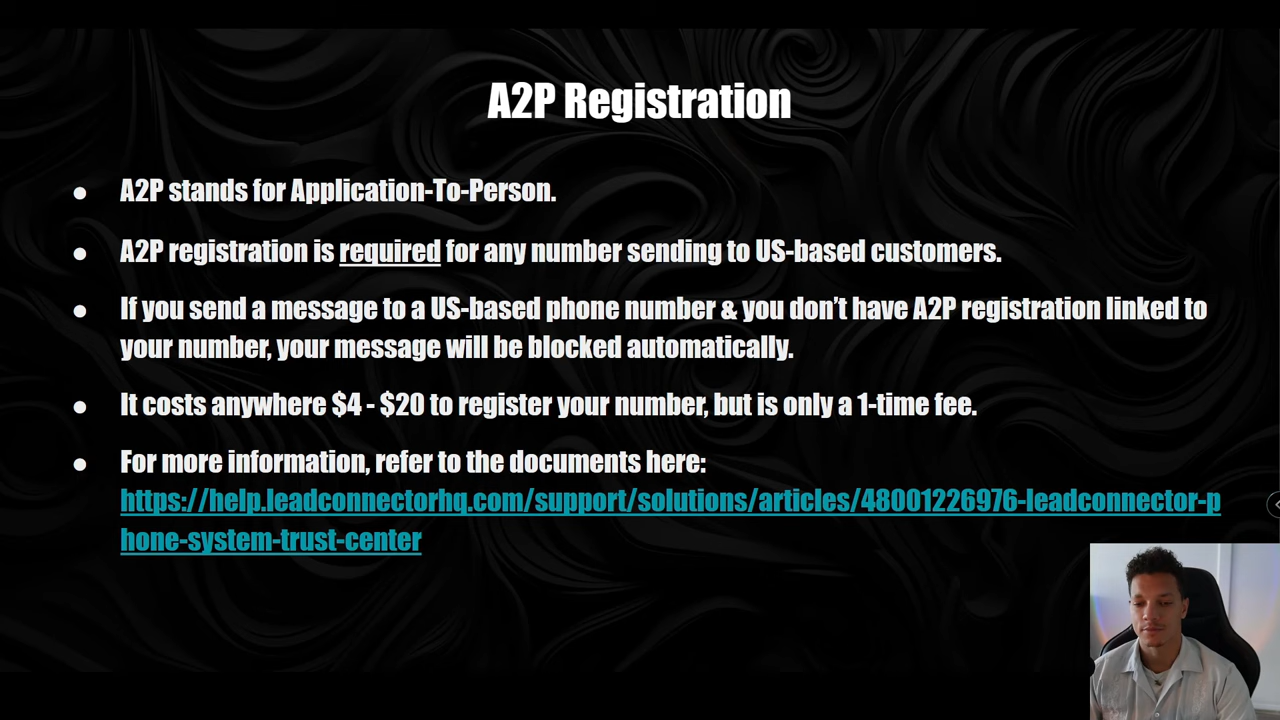 A2P Registration
● A2P stands for Application-To-Person.
● A2P registration is required for any number sending to US-based customers.
● If you send a message to a US-based phone number & you don’t have A2P registration linked to
your number, your message will be blocked automatically.
● It costs anywhere $4 - $20 to register your number, but is only a 1-time fee.
● For more information, refer to the documents here:
https://help.leadconnectorhq.com/support/solutions/articles/48001226976-leadconnector-p
hone-system-trust-center